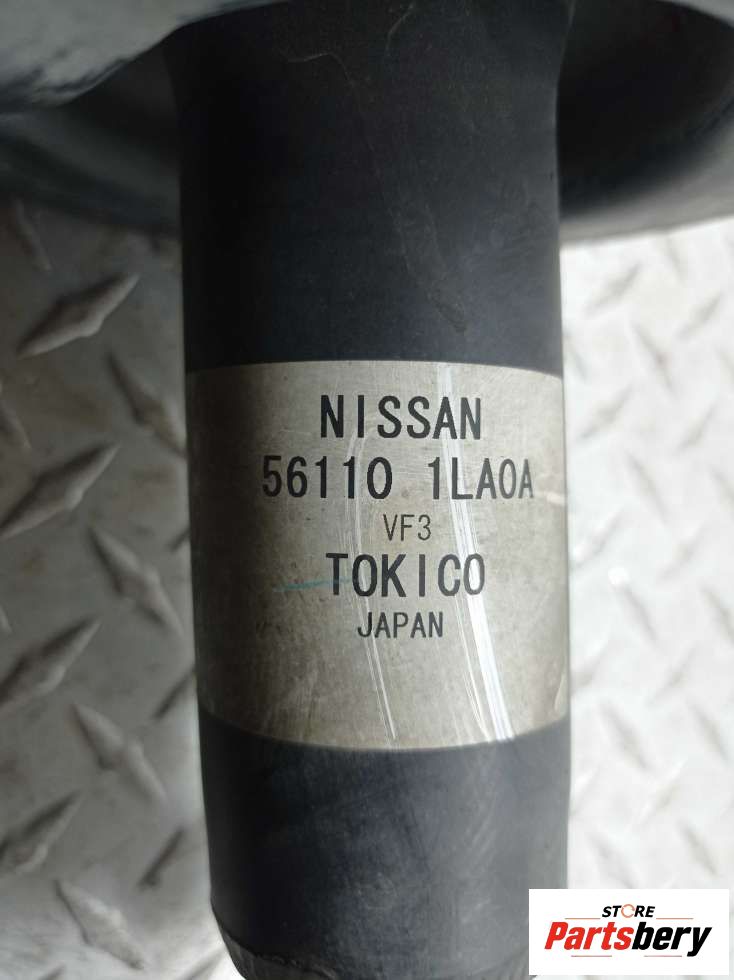 NISSAN
56110 1LA0A
VF3
TOKICO
JAPAN
STORE
Partsbery